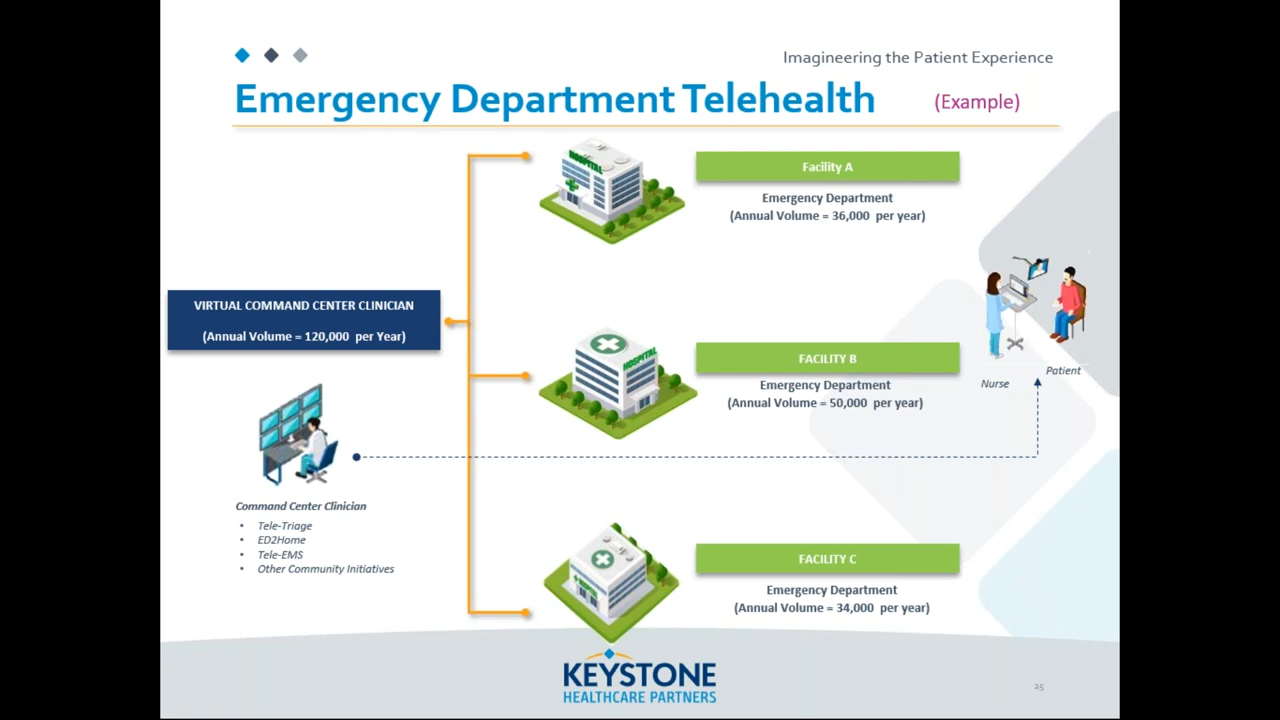 Imagineering the Patient Experience
Emergency Department Telehealth
(Example)
HOSPITAL
Facility A
Emergency Department
(Annual Volume = 36,000 per year)
VIRTUAL COMMAND CENTER CLINICIAN
(Annual Volume = 120,000 per Year)
HOSPITAL
FACILITY B
Emergency Department
(Annual Volume = 50,000 per year)
Nurse
Patient
Command Center Clinician
• Tele-Triage
• ED2Home
• Tele-EMS
• Other Community Initiatives
HOSPITAL
FACILITY C
Emergency Department
(Annual Volume = 34,000 per year)
KEYSTONE
HEALTHCARE PARTNERS
25